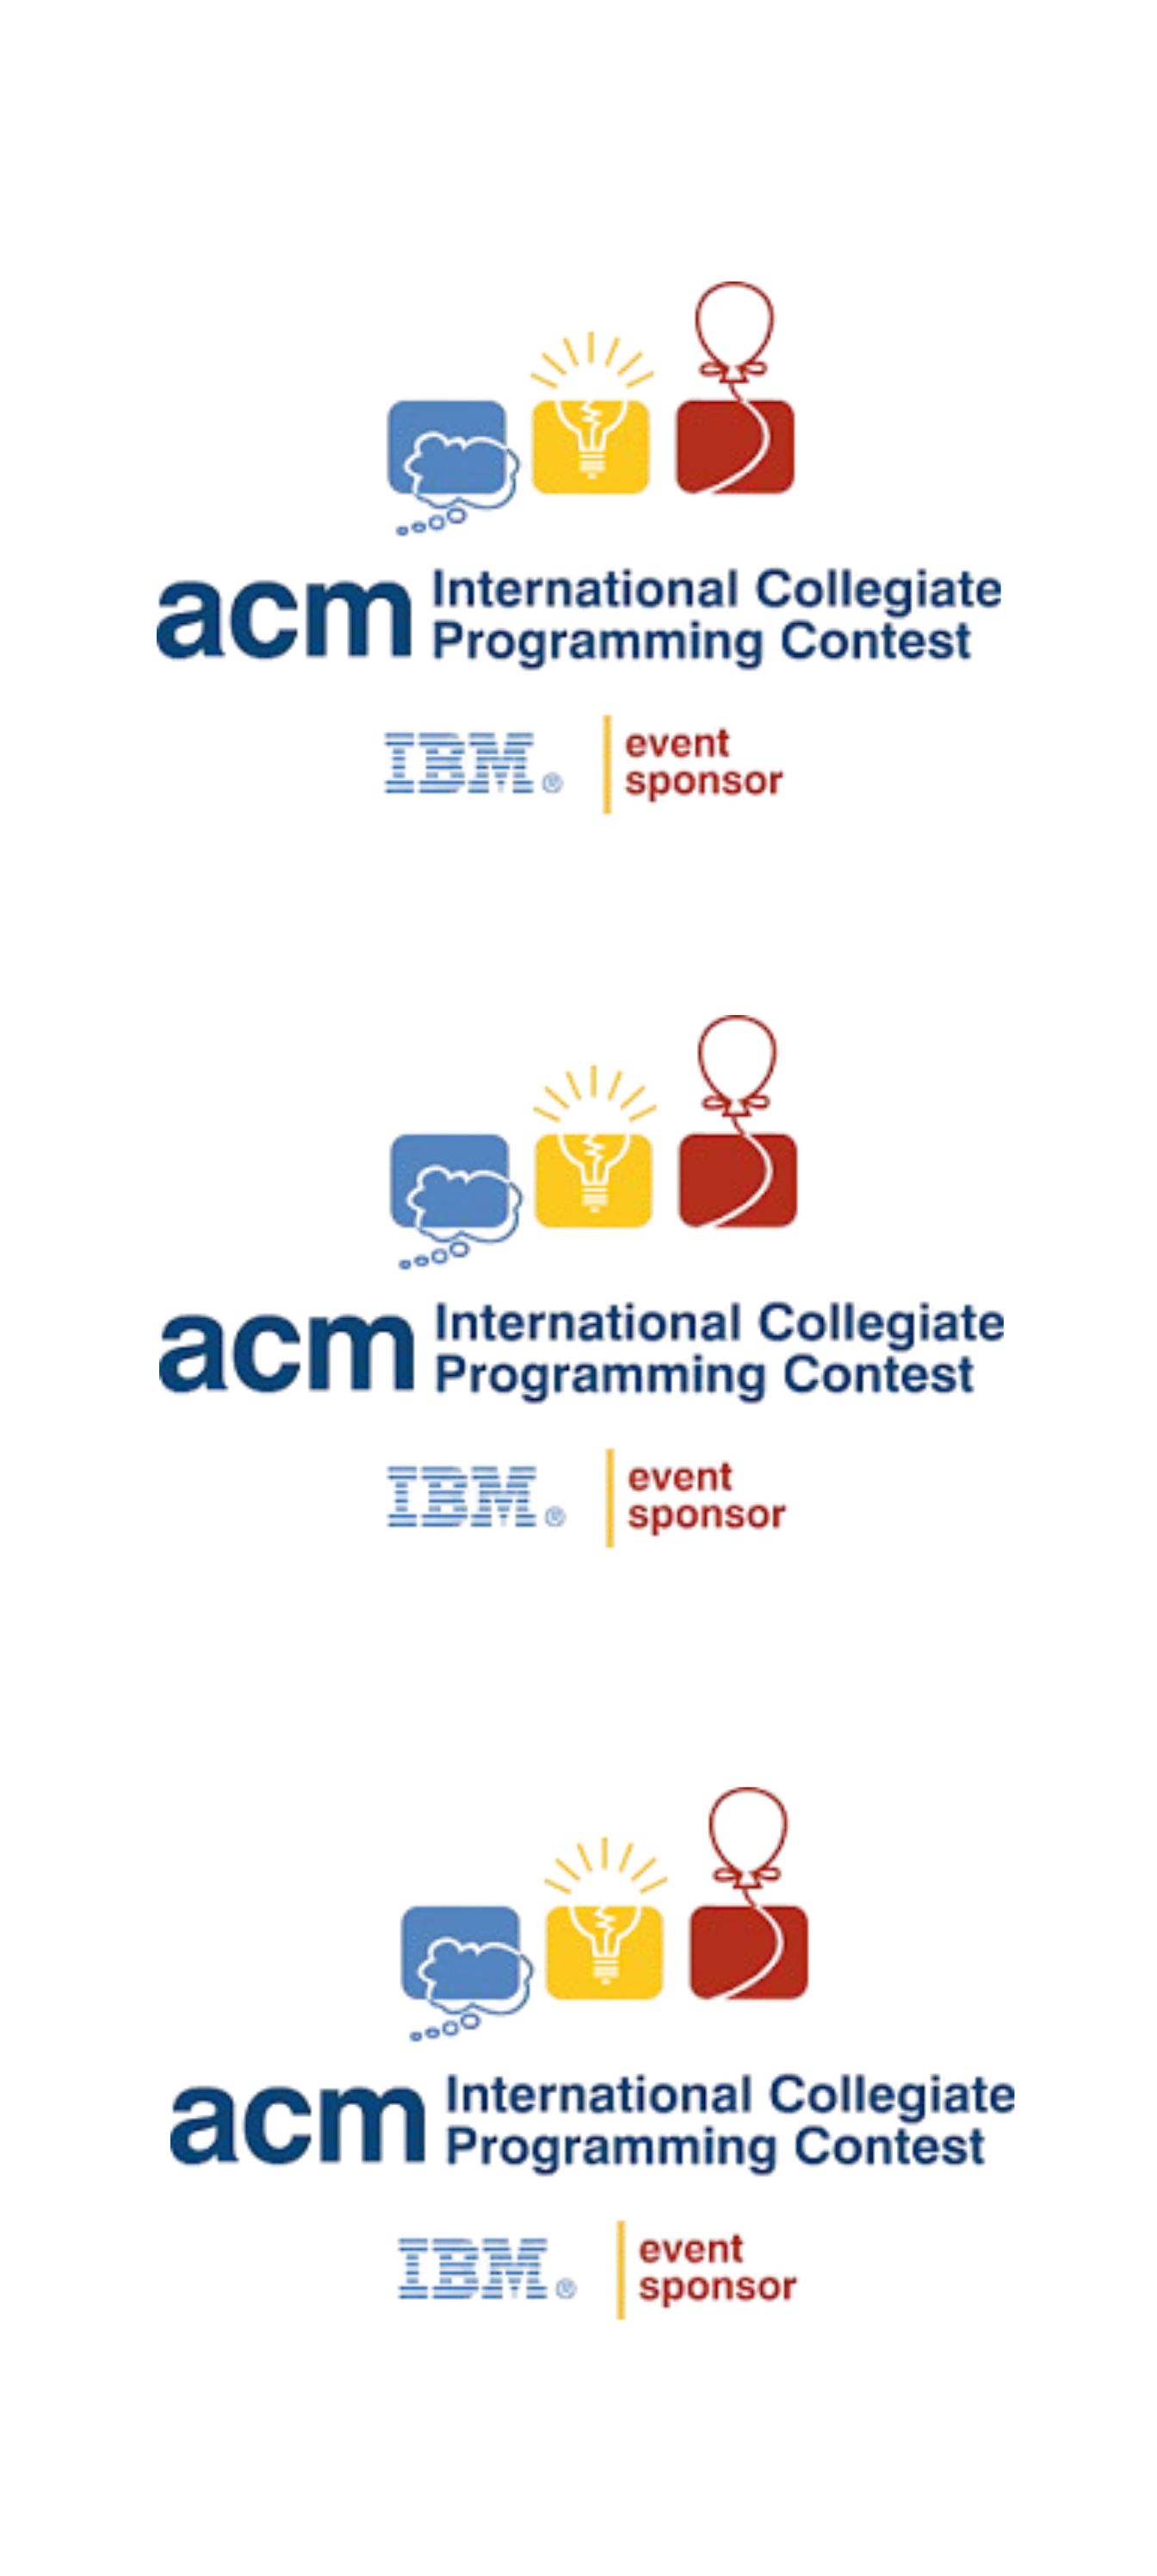 acm International Collegiate
Programming Contest
IBM® event
sponsor
acm International Collegiate
Programming Contest
IBM® event
sponsor
acm International Collegiate
Programming Contest
IBM® event
sponsor